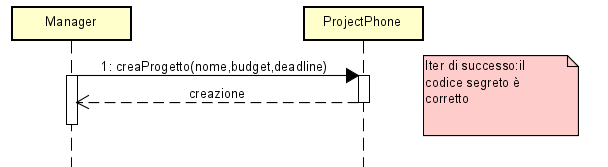 Manager
ProjectPhone
1: creaProgetto(nome,budget,deadline)
creazione
Iter di successo:il
codice segreto è
corretto